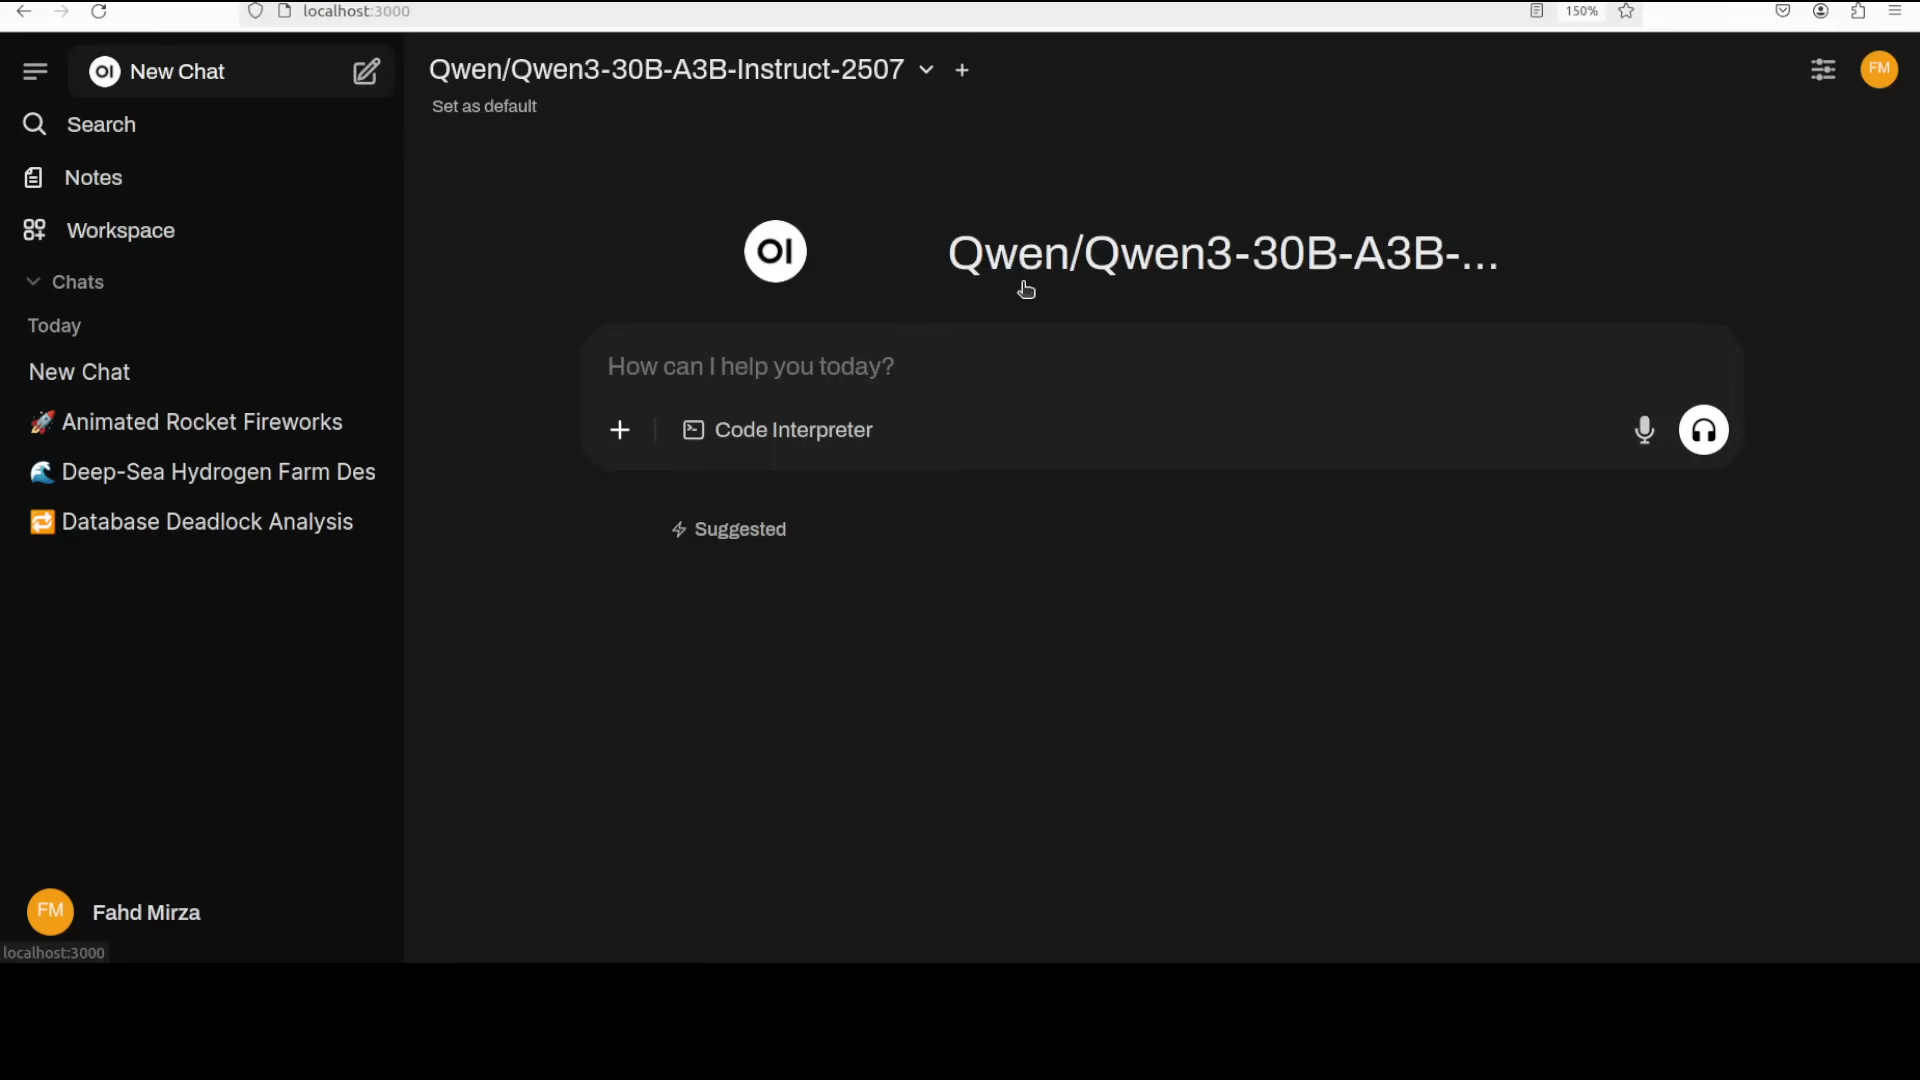 localhost:3000
150%
OI New Chat
Search
Notes
Workspace
Chats
Today
New Chat
🚀 Animated Rocket Fireworks
🌊 Deep-Sea Hydrogen Farm Des
🔁 Database Deadlock Analysis
FM Fahd Mirza
localhost:3000
Qwen/Qwen3-30B-A3B-Instruct-2507
Set as default
FM
OI Qwen/Qwen3-30B-A3B-...
How can I help you today?
Code Interpreter
Suggested